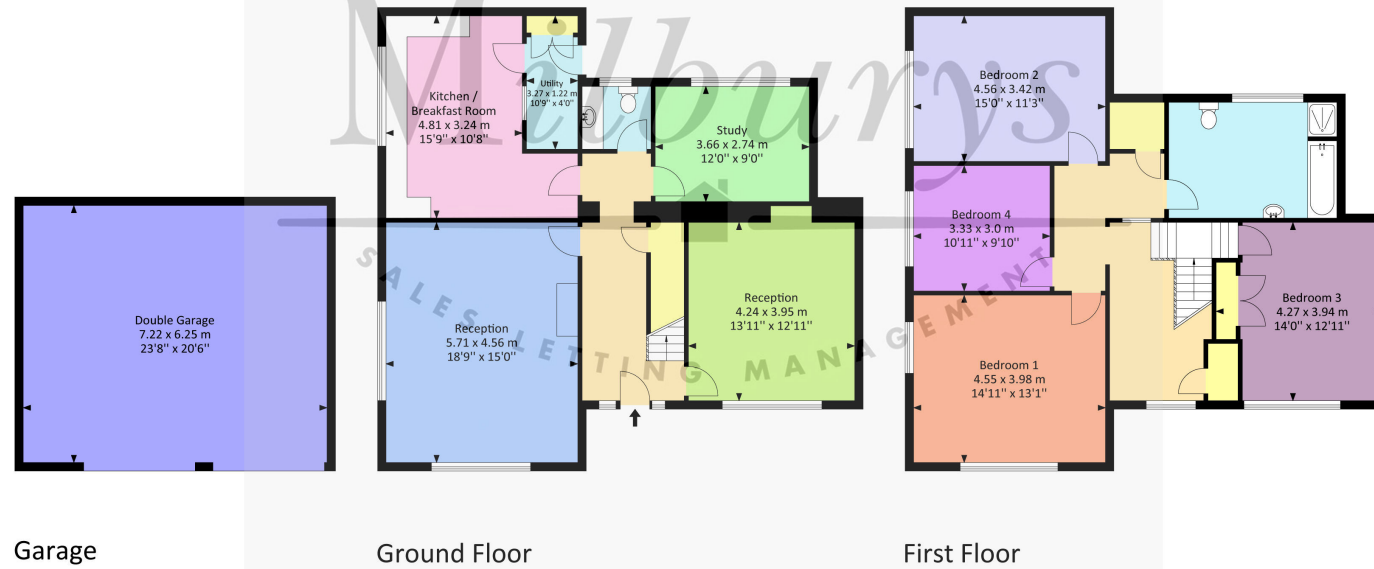 Milburys
SALES LETTING MANAGEMENT
Double Garage
7.22 x 6.25 m
23'8" x 20'6"
Garage
Kitchen /
Breakfast Room
4.81 x 3.24 m
15'9" x 10'8"
Utility
3.27 x 1.22 m
10'9" x 4'0"
Study
3.66 x 2.74 m
12'0" x 9'0"
Reception
5.71 x 4.56 m
18'9" x 15'0"
Reception
4.24 x 3.95 m
13'11" x 12'11"
Ground Floor
Bedroom 2
4.56 x 3.42 m
15'0" x 11'3"
Bedroom 4
3.33 x 3.0 m
10'11" x 9'10"
Bedroom 1
4.55 x 3.98 m
14'11" x 13'1"
Bedroom 3
4.27 x 3.94 m
14'0" x 12'11"
First Floor